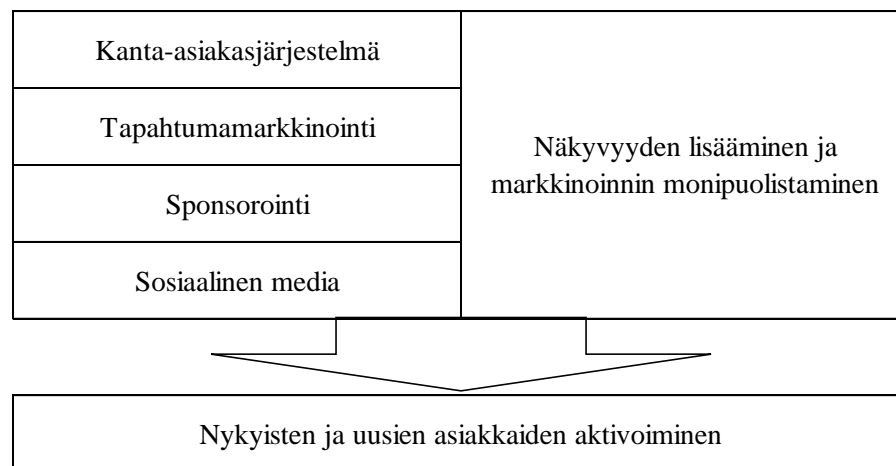 Kanta-asiakasjärjestelmä
Tapahtumamarkkinointi
Sponsorointi
Sosiaalinen media
Näkyvyyden lisääminen ja
markkinoinnin monipuolistaminen
Nykyisten ja uusien asiakkaiden aktivoiminen